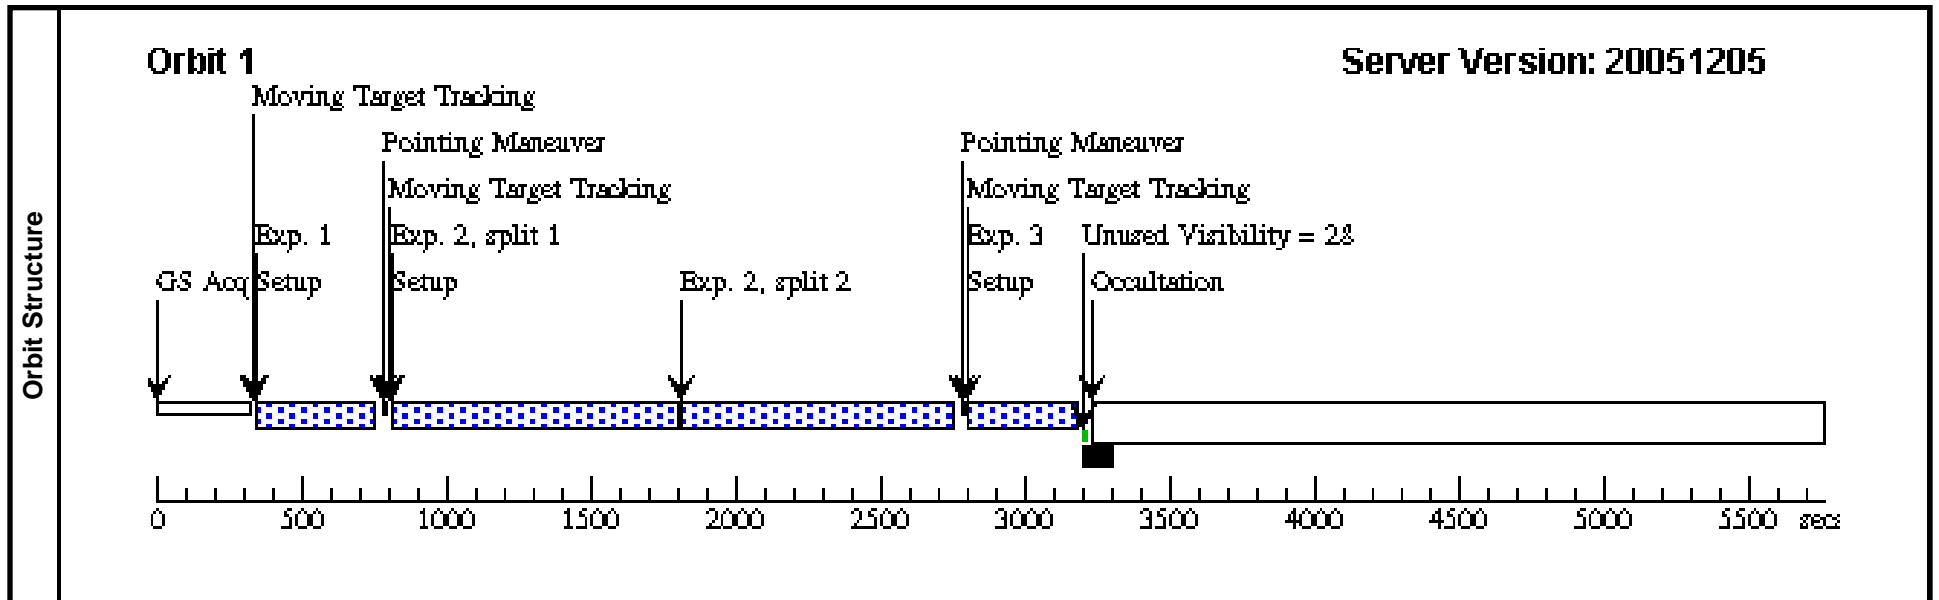 Orbit Structure
Orbit 1
Server Version: 20051205
Moving Target Tracking
Pointing Maneuver
Pointing Maneuver
Moving Target Tracking
Moving Target Tracking
Exp. 1
Exp. 2, split 1
Exp. 3
Unused Visibility = 28
GS Acq
Setup
Setup
Exp. 2, split 2
Setup
Occultation
0 500 1000 1500 2000 2500 3000 3500 4000 4500 5000 5500 secs